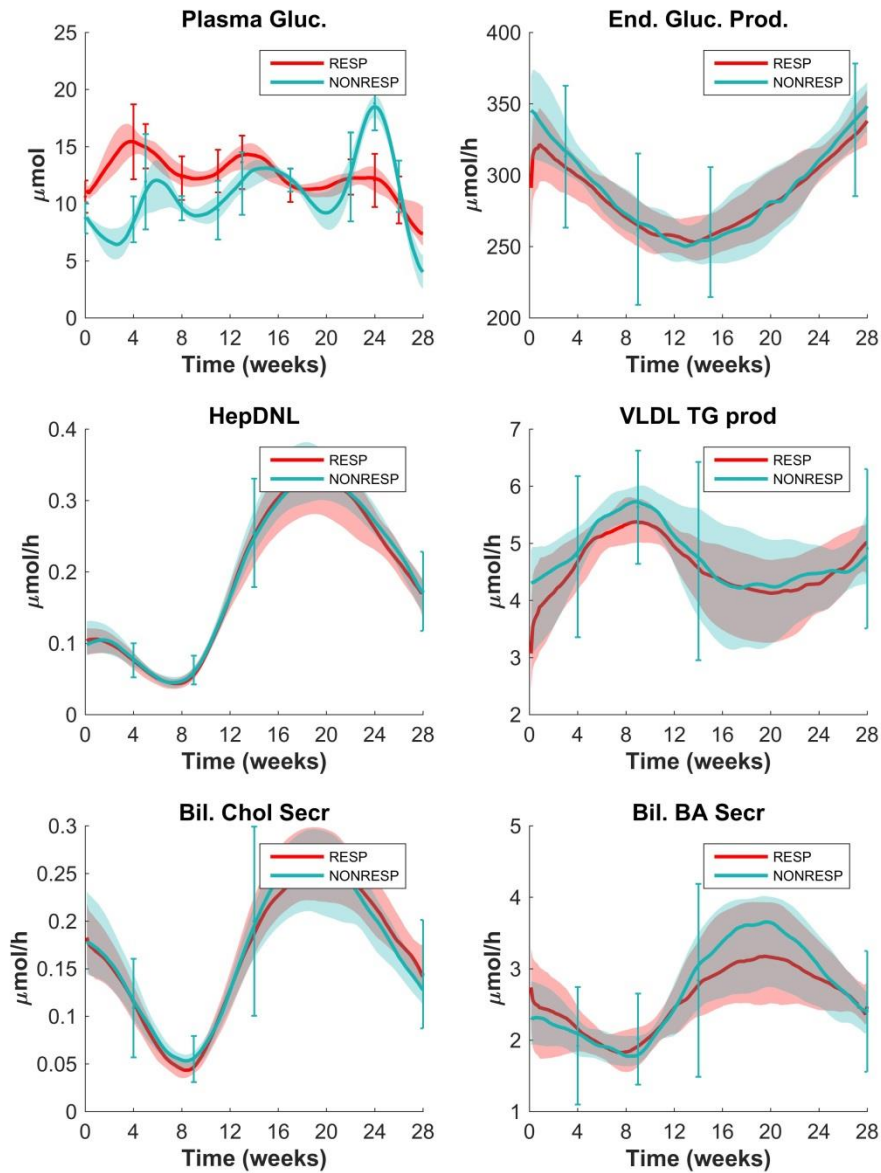 Plasma Gluc.
25
20
15
10
5
0
μmol
RESP
NONRESP
0 4 8 12 16 20 24 28
Time (weeks)
End. Gluc. Prod.
400
350
300
250
200
μmol/h
RESP
NONRESP
0 4 8 12 16 20 24 28
Time (weeks)
HepDNL
0.4
0.3
0.2
0.1
0
μmol/h
RESP
NONRESP
0 4 8 12 16 20 24 28
Time (weeks)
VLDL TG prod
7
6
5
4
3
2
μmol/h
RESP
NONRESP
0 4 8 12 16 20 24 28
Time (weeks)
Bil. Chol Secr
0.3
0.25
0.2
0.15
0.1
0.05
0
μmol/h
RESP
NONRESP
0 4 8 12 16 20 24 28
Time (weeks)
Bil. BA Secr
5
4
3
2
1
μmol/h
RESP
NONRESP
0 4 8 12 16 20 24 28
Time (weeks)